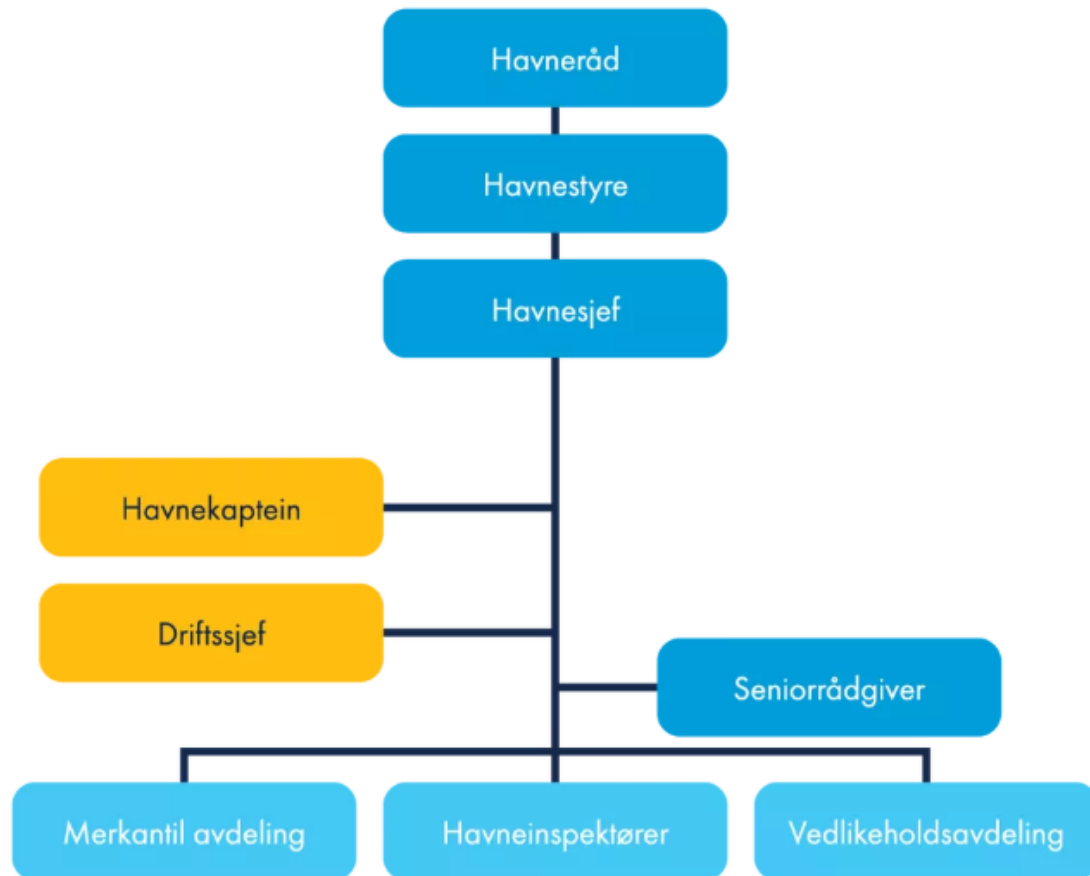 Havneråd
Havnestyre
Havnesjef
Havnekaptein
Driftssjef
Seniorrådgiver
Merkantil avdeling
Havneinspektører
Vedlikeholdsavdeling